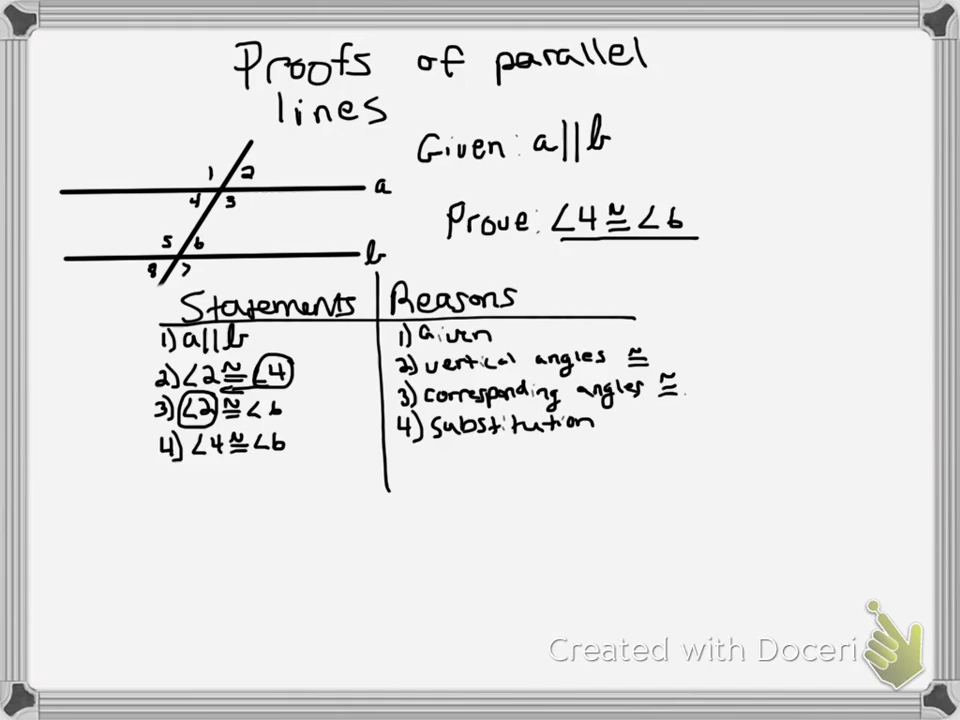 Proofs of parallel
lines
Given: a||b
1 2
a
4 3
Prove: ∠4≅∠6
5 6
b
8 7
Statements Reasons
1) a||b 1) Given
2) ∠2≅∠4 2) vertical angles ≅
3) ∠2≅∠6 3) corresponding angles ≅
4) ∠4≅∠6 4) Substitution
Created with Doceri